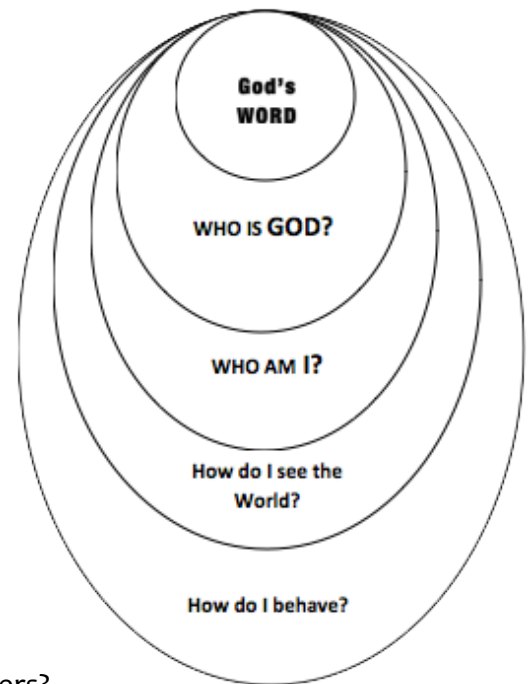 God's
WORD
WHO IS GOD?
WHO AM I?
How do I see the
World?
How do I behave?